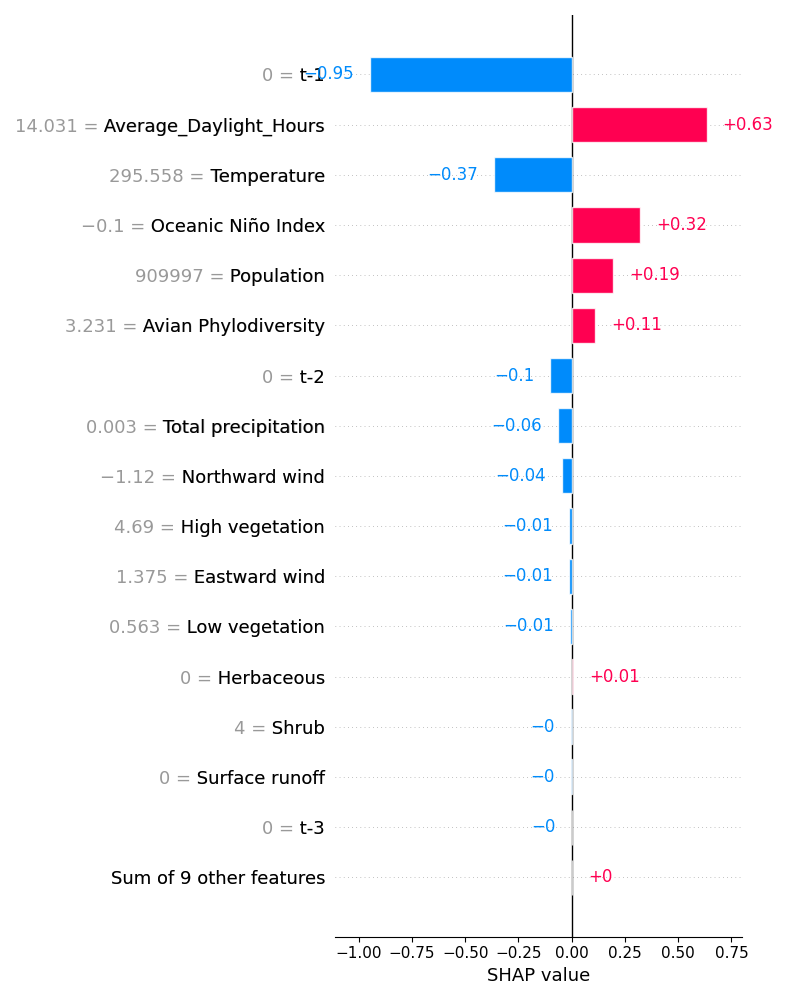 0 = t-1 −0.95
14.031 = Average_Daylight_Hours +0.63
295.558 = Temperature −0.37
−0.1 = Oceanic Niño Index +0.32
909997 = Population +0.19
3.231 = Avian Phylodiversity +0.11
0 = t-2 −0.1
0.003 = Total precipitation −0.06
−1.12 = Northward wind −0.04
4.69 = High vegetation −0.01
1.375 = Eastward wind −0.01
0.563 = Low vegetation −0.01
0 = Herbaceous +0.01
4 = Shrub −0
0 = Surface runoff −0
0 = t-3 −0
Sum of 9 other features +0
−1.00 −0.75 −0.50 −0.25 0.00 0.25 0.50 0.75
SHAP value